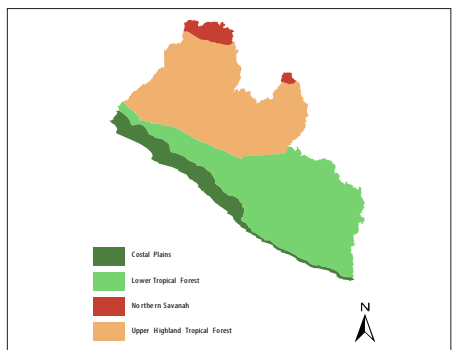 Costal Plains
Lower Tropical Forest
Northern Savanah
Upper Highland Tropical Forest
N